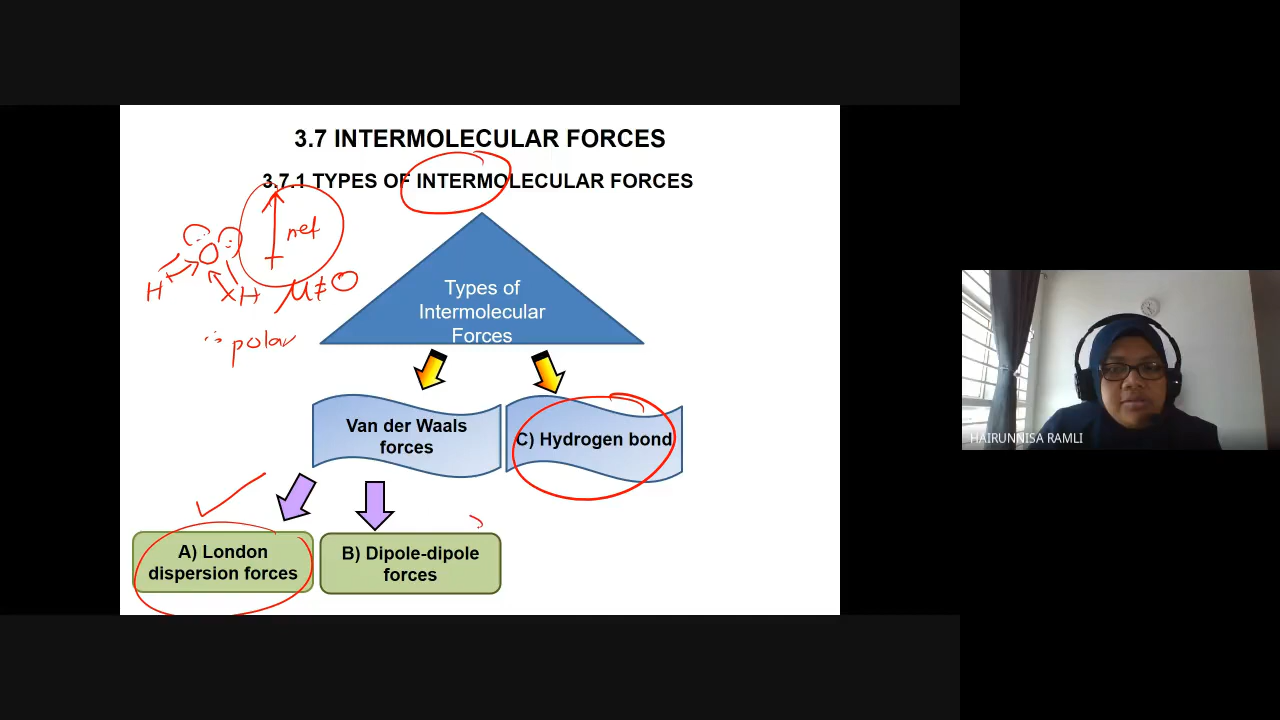 3.7 INTERMOLECULAR FORCES
3.7.1 TYPES OF INTERMOLECULAR FORCES
net
H
H
μ≠0
∴ polar
Types of
Intermolecular
Forces
Van der Waals
forces
C) Hydrogen bond
A) London
dispersion forces
B) Dipole-dipole
forces
HAIRUNNISA RAMLI